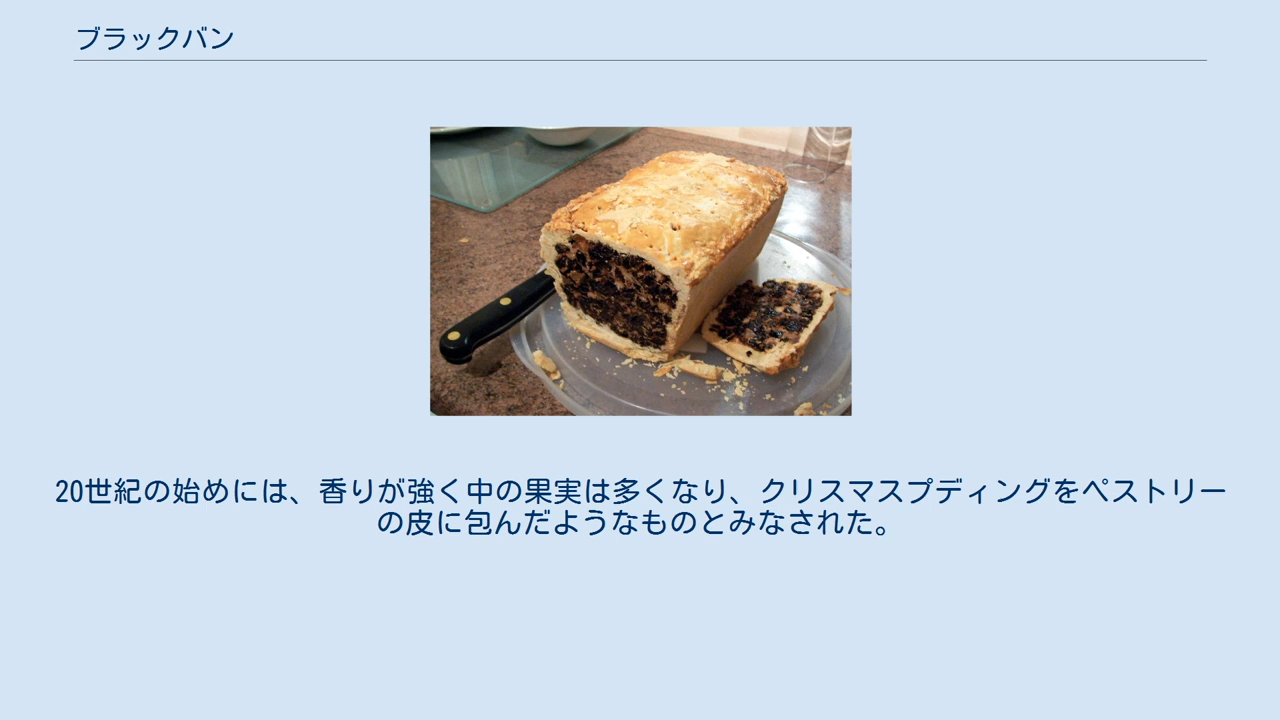 ブラックバン
20世紀の始めには、香りが強く中の果実は多くなり、クリスマスプディングをペストリー
の皮に包んだようなものとみなされた。